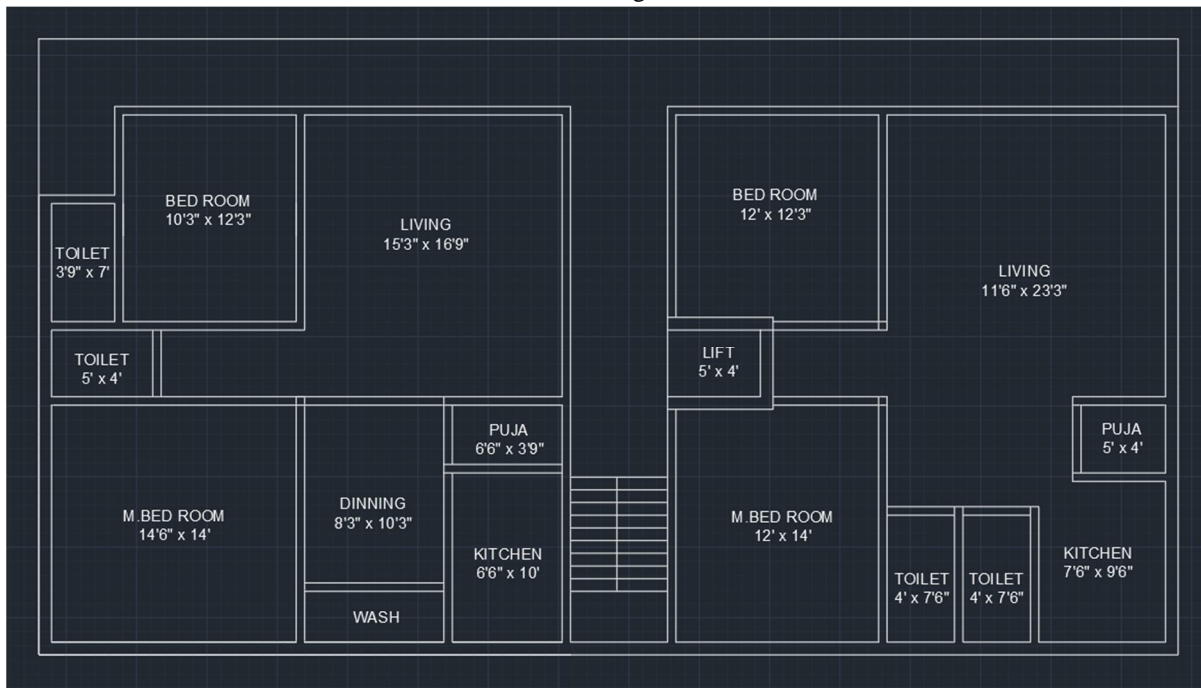 BED ROOM
10'3" x 12'3"
LIVING
15'3" x 16'9"
TOILET
3'9" x 7'
TOILET
5' x 4'
M.BED ROOM
14'6" x 14'
DINNING
8'3" x 10'3"
WASH
PUJA
6'6" x 3'9"
KITCHEN
6'6" x 10'
BED ROOM
12' x 12'3"
LIVING
11'6" x 23'3"
LIFT
5' x 4'
M.BED ROOM
12' x 14'
TOILET
4' x 7'6"
TOILET
4' x 7'6"
PUJA
5' x 4'
KITCHEN
7'6" x 9'6"